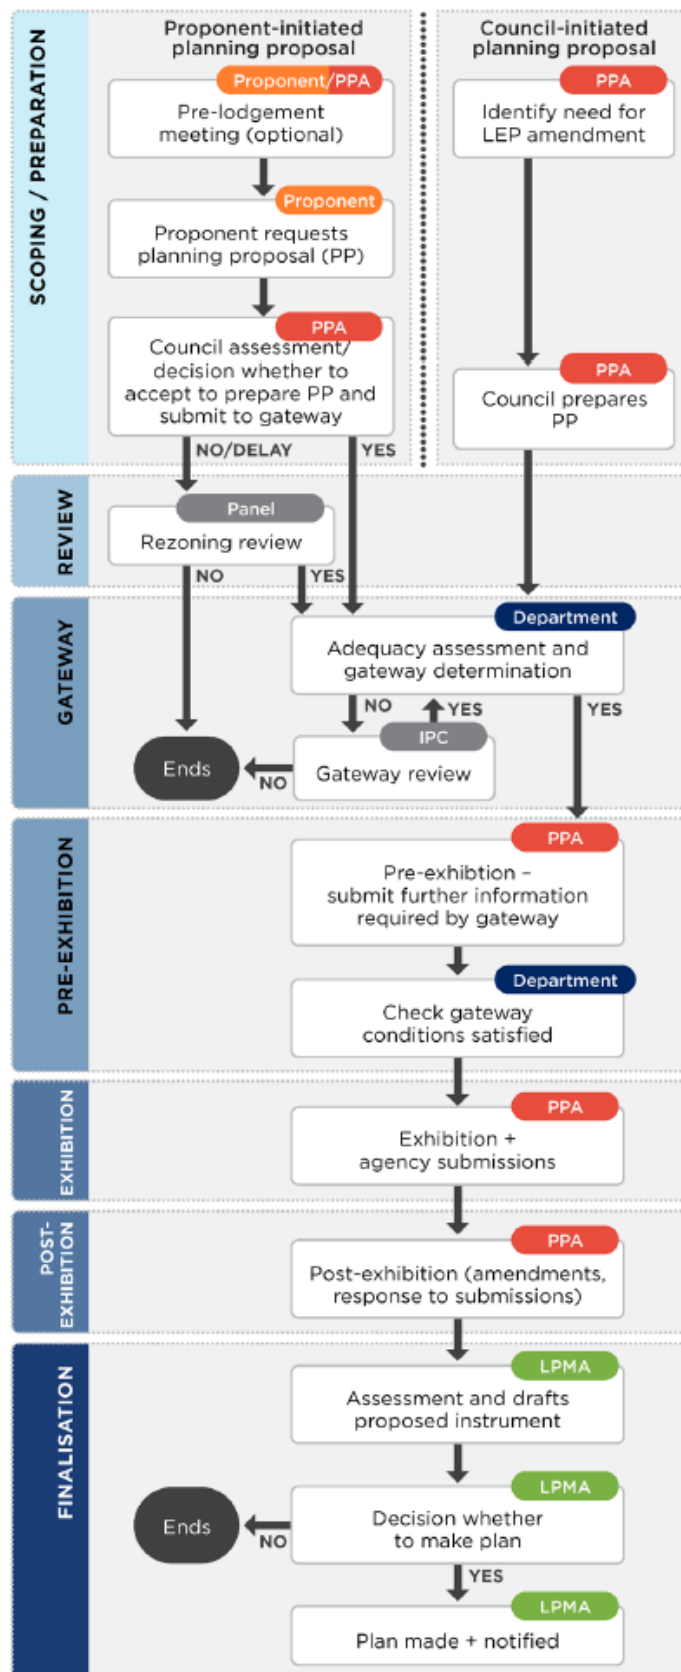 SCOPING / PREPARATION
Proponent-initiated
planning proposal
Council-initiated
planning proposal
Proponent/PPA
Pre-lodgement
meeting (optional)
PPA
Identify need for
LEP amendment
Proponent
Proponent requests
planning proposal (PP)
PPA
Council assessment/
decision whether to
accept to prepare PP and
submit to gateway
PPA
Council prepares
PP
NO/DELAY
YES
REVIEW
Panel
Rezoning review
NO
YES
GATEWAY
Department
Adequacy assessment and
gateway determination
NO
YES
YES
IPC
Gateway review
NO
Ends
PRE-EXHIBITION
PPA
Pre-exhibtion –
submit further information
required by gateway
Department
Check gateway
conditions satisfied
EXHIBITION
PPA
Exhibition +
agency submissions
POST-
EXHIBITION
PPA
Post-exhibition (amendments,
response to submissions)
FINALISATION
LPMA
Assessment and drafts
proposed instrument
LPMA
Decision whether
to make plan
NO
Ends
YES
LPMA
Plan made + notified